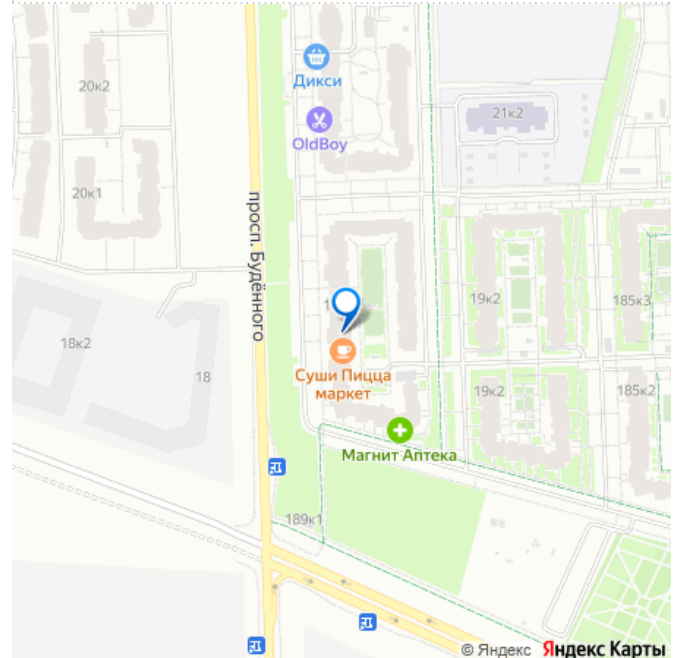 Дикси
20к2
21к2
OldBoy
20к1
просп. Будённого
19к2
185к3
18к2
Суши Пицца
маркет
18
19к2
185к2
Магнит Аптека
189к1
© Яндекс Яндекс Карты